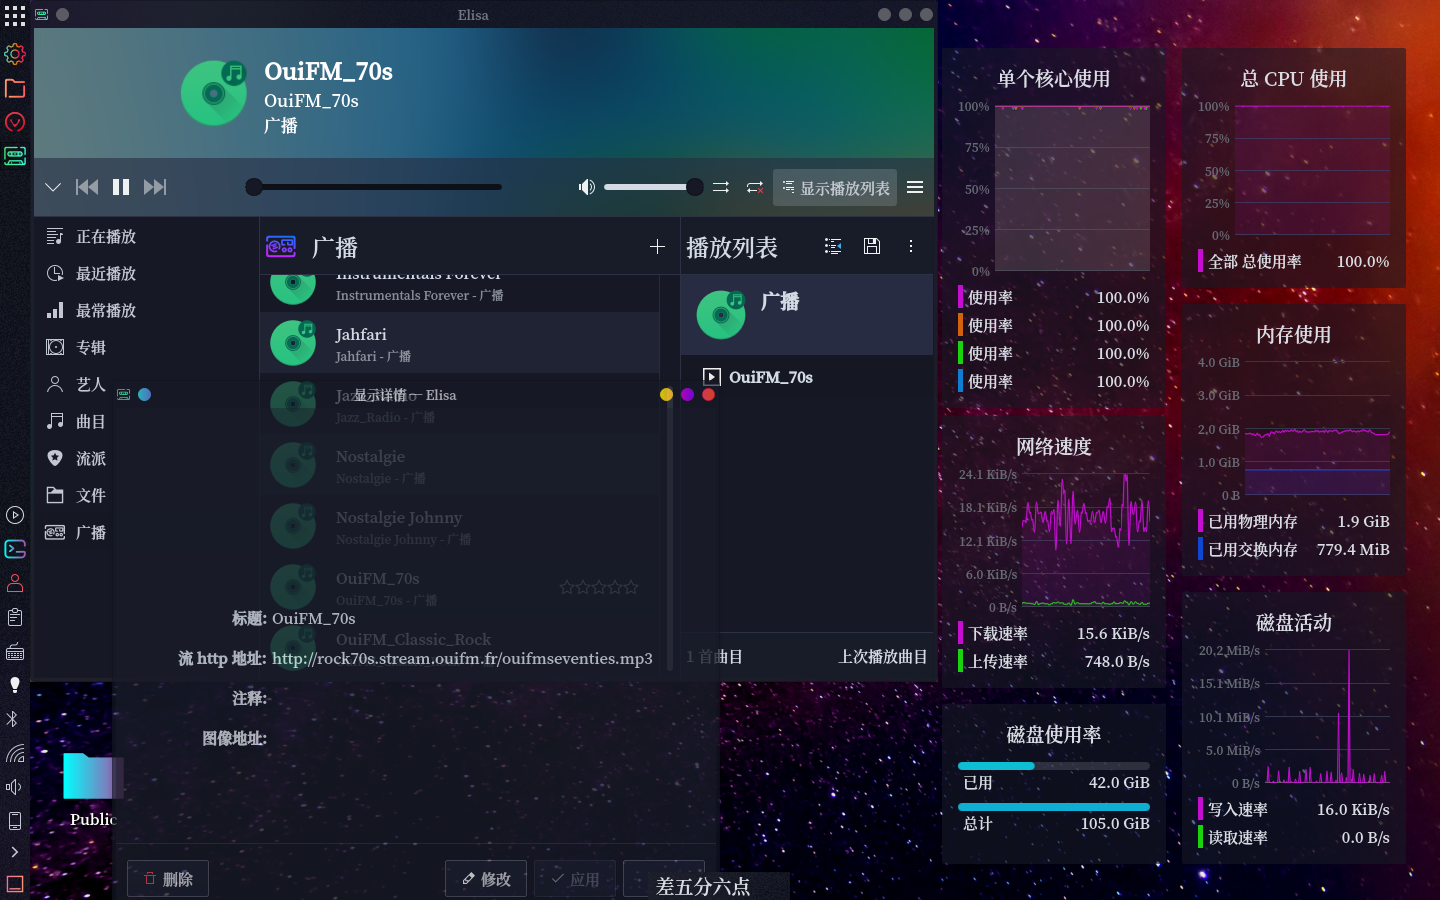 Elisa
OuiFM_70s
OuiFM_70s
广播
显示播放列表
正在播放
最近播放
最常播放
专辑
艺人
曲目
流派
文件
广播
广播
Instrumentals Forever
Instrumentals Forever - 广播
Jahfari
Jahfari - 广播
Jazz_Radio - 广播
Nostalgie
Nostalgie - 广播
Nostalgie Johnny
Nostalgie Johnny - 广播
OuiFM_70s
OuiFM_70s - 广播
OuiFM_Classic_Rock
播放列表
广播
OuiFM_70s
1 首曲目
上次播放曲目
显示详情 — Elisa
标题: OuiFM_70s
流 http 地址: http://rock70s.stream.ouifm.fr/ouifmseventies.mp3
注释:
图像地址:
删除
修改
应用
差五分六点
Public
单个核心使用
100%
75%
50%
25%
0%
使用率 100.0%
使用率 100.0%
使用率 100.0%
使用率 100.0%
网络速度
24.1 KiB/s
18.1 KiB/s
12.1 KiB/s
6.0 KiB/s
0 B/s
下载速率 15.6 KiB/s
上传速率 748.0 B/s
磁盘使用率
已用 42.0 GiB
总计 105.0 GiB
总 CPU 使用
100%
75%
50%
25%
0%
全部 总使用率 100.0%
内存使用
4.0 GiB
3.0 GiB
2.0 GiB
1.0 GiB
0 B
已用物理内存 1.9 GiB
已用交换内存 779.4 MiB
磁盘活动
20.2 MiB/s
15.1 MiB/s
10.1 MiB/s
5.0 MiB/s
0 B/s
写入速率 16.0 KiB/s
读取速率 0.0 B/s